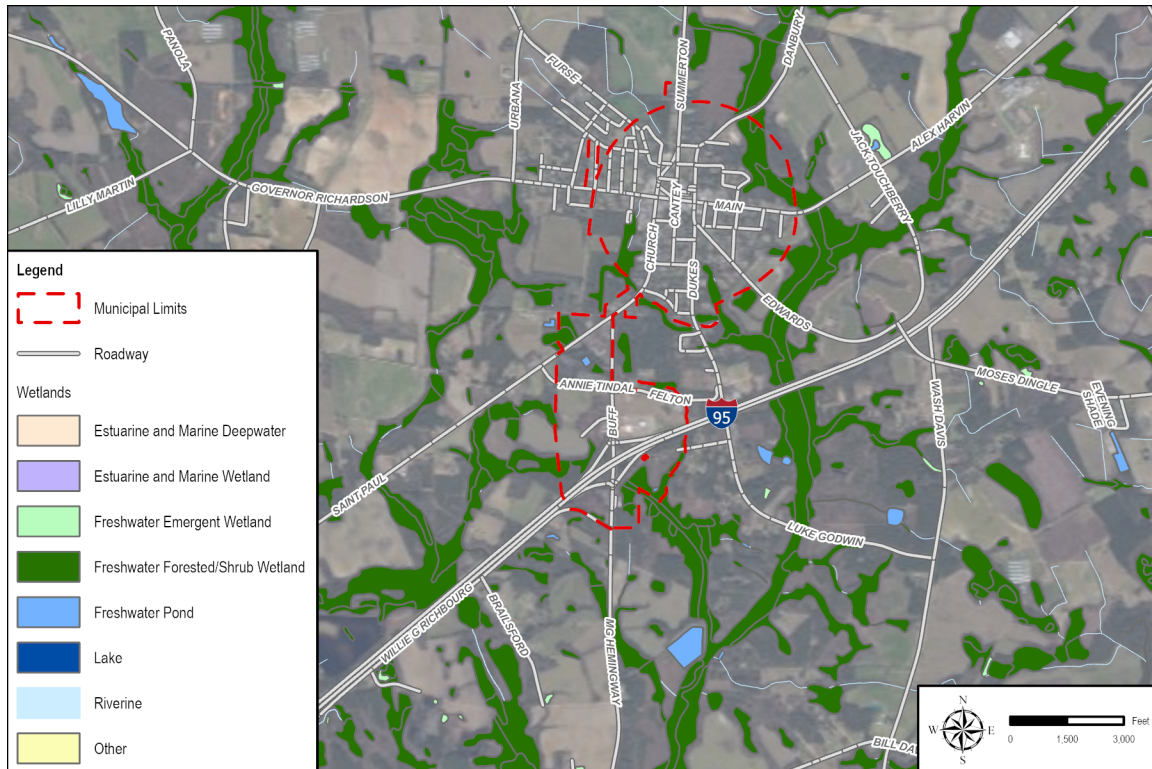 PANOLA
FURSE
URBANA
SUMMERTON
DANBURY
JACK TOUCHBERRY
ALEX HARVIN
LILLY MARTIN
GOVERNOR RICHARDSON
MAIN
CANTEY
CHURCH
DUKES
EDWARDS
MOSES DINGLE
EVENING
SHADE
WASH DAVIS
ANNIE TINDAL
FELTON
95
BUFF
SAINT PAUL
LUKE GODWIN
WILLIE G RICHBOURG
BRAILSFORD
MG HEMINGWAY
BILL DAV
Legend
Municipal Limits
Roadway
Wetlands
Estuarine and Marine Deepwater
Estuarine and Marine Wetland
Freshwater Emergent Wetland
Freshwater Forested/Shrub Wetland
Freshwater Pond
Lake
Riverine
Other
N
W E
S
Feet
0 1,500 3,000